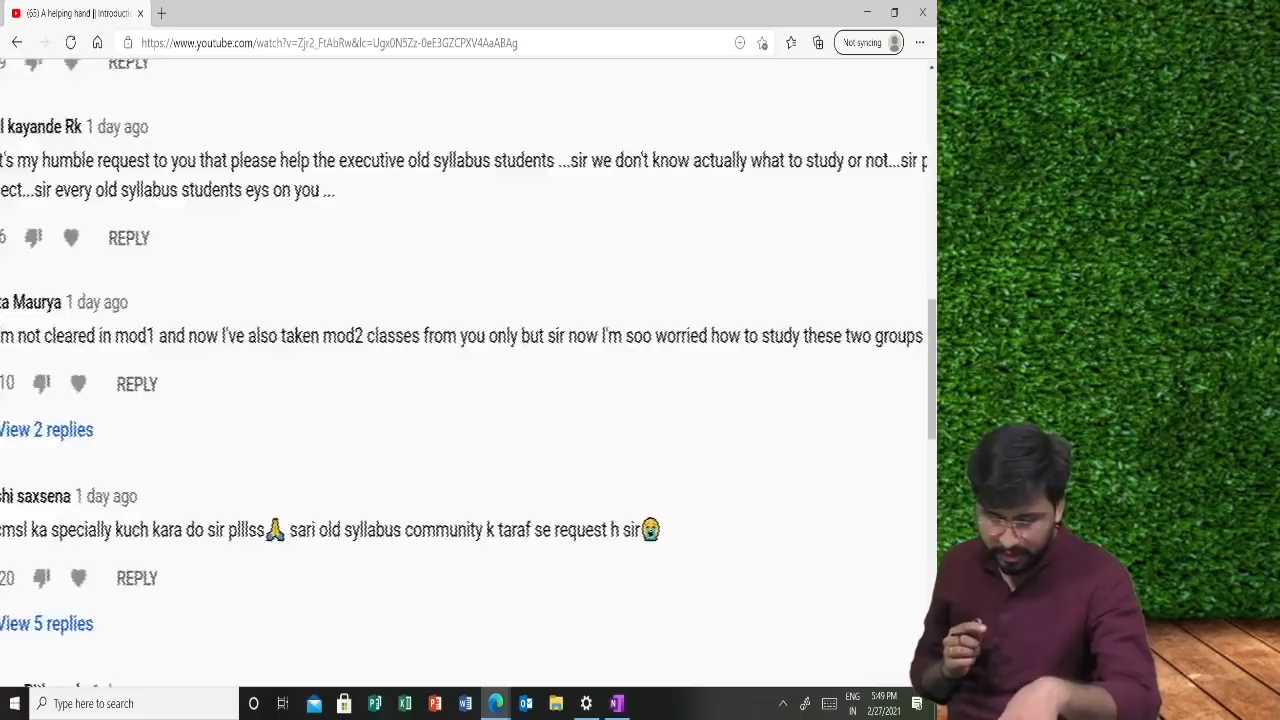 (65) A helping hand || Introducti
https://www.youtube.com/watch?v=Zjr2_FtAbRw&lc=Ugx0N5Zz-0eE3GZCPXV4AaABAg
Not syncing
9 REPLY
l kayande Rk 1 day ago
t's my humble request to you that please help the executive old syllabus students ...sir we don't know actually what to study or not...sir p
ect...sir every old syllabus students eys on you ...
6 REPLY
ta Maurya 1 day ago
m not cleared in mod1 and now I've also taken mod2 classes from you only but sir now I'm soo worried how to study these two groups
10 REPLY
View 2 replies
shi saxsena 1 day ago
cmsl ka specially kuch kara do sir plllss🙏 sari old syllabus community k taraf se request h sir😭
20 REPLY
View 5 replies
Type here to search
ENG
IN
5:49 PM
2/27/2021